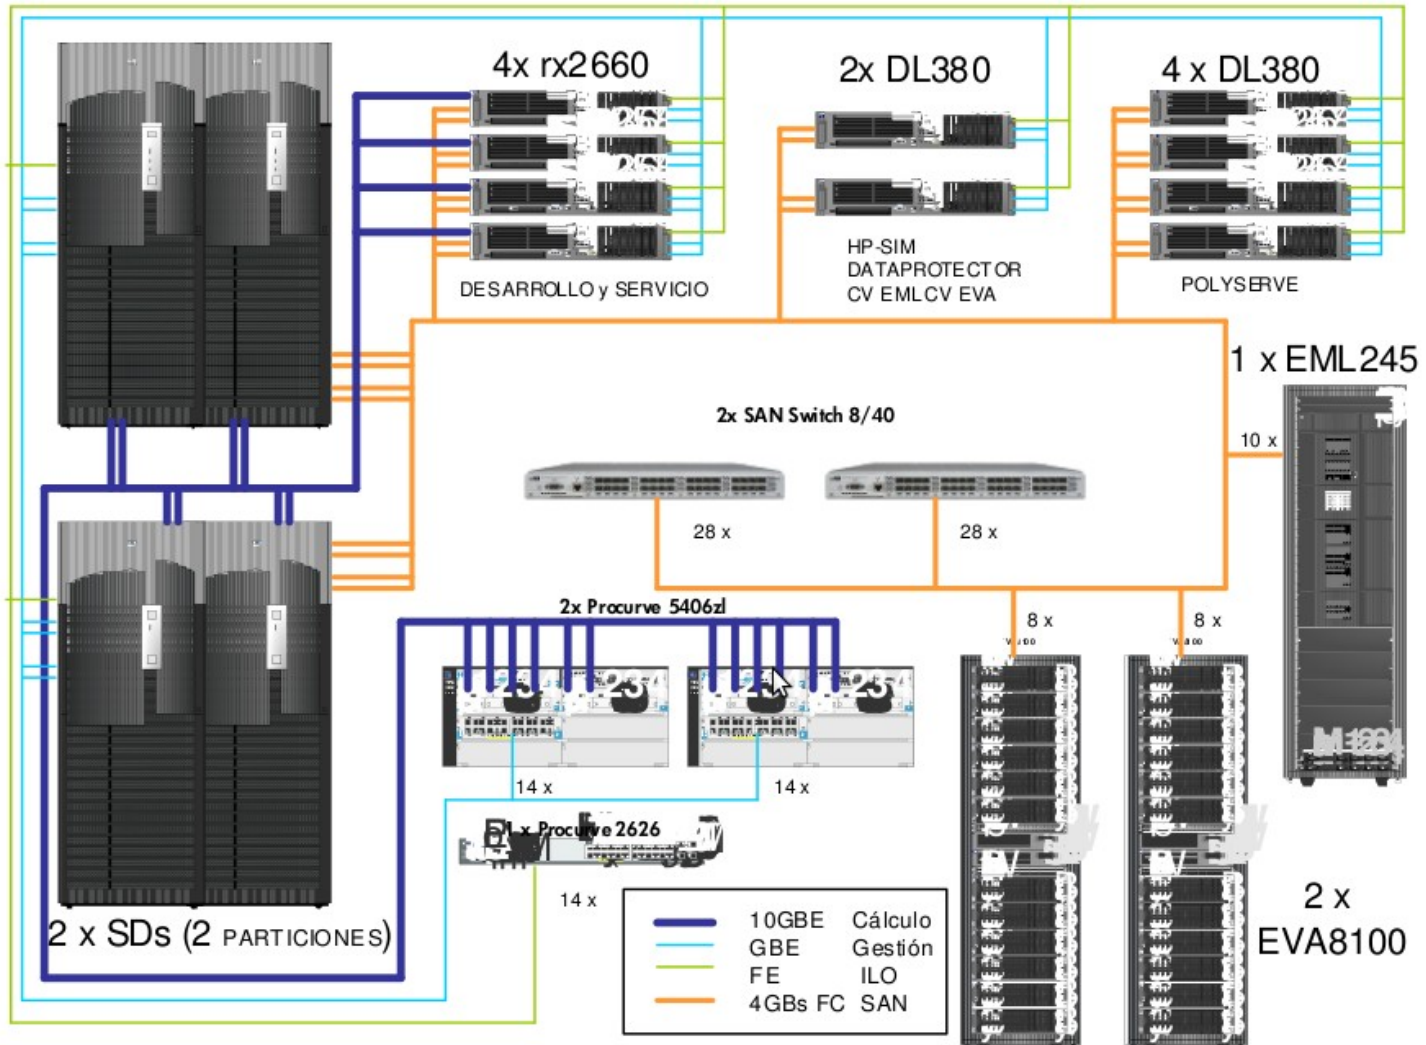 4x rx2660
2x DL380
4 x DL380
HP-SIM
DATAPROTECTOR
CV EMLCV EVA
DESARROLLO y SERVICIO
POLYSERVE
1 x EML245
2x SAN Switch 8/40
10 x
28 x
28 x
2x Procurve 5406zl
8 x
8 x
14 x
14 x
1 x Procurve 2626
14 x
2 x SDs (2 PARTICIONES)
2 x
EVA8100
10GBE Cálculo
GBE Gestión
FE ILO
4GBs FC SAN